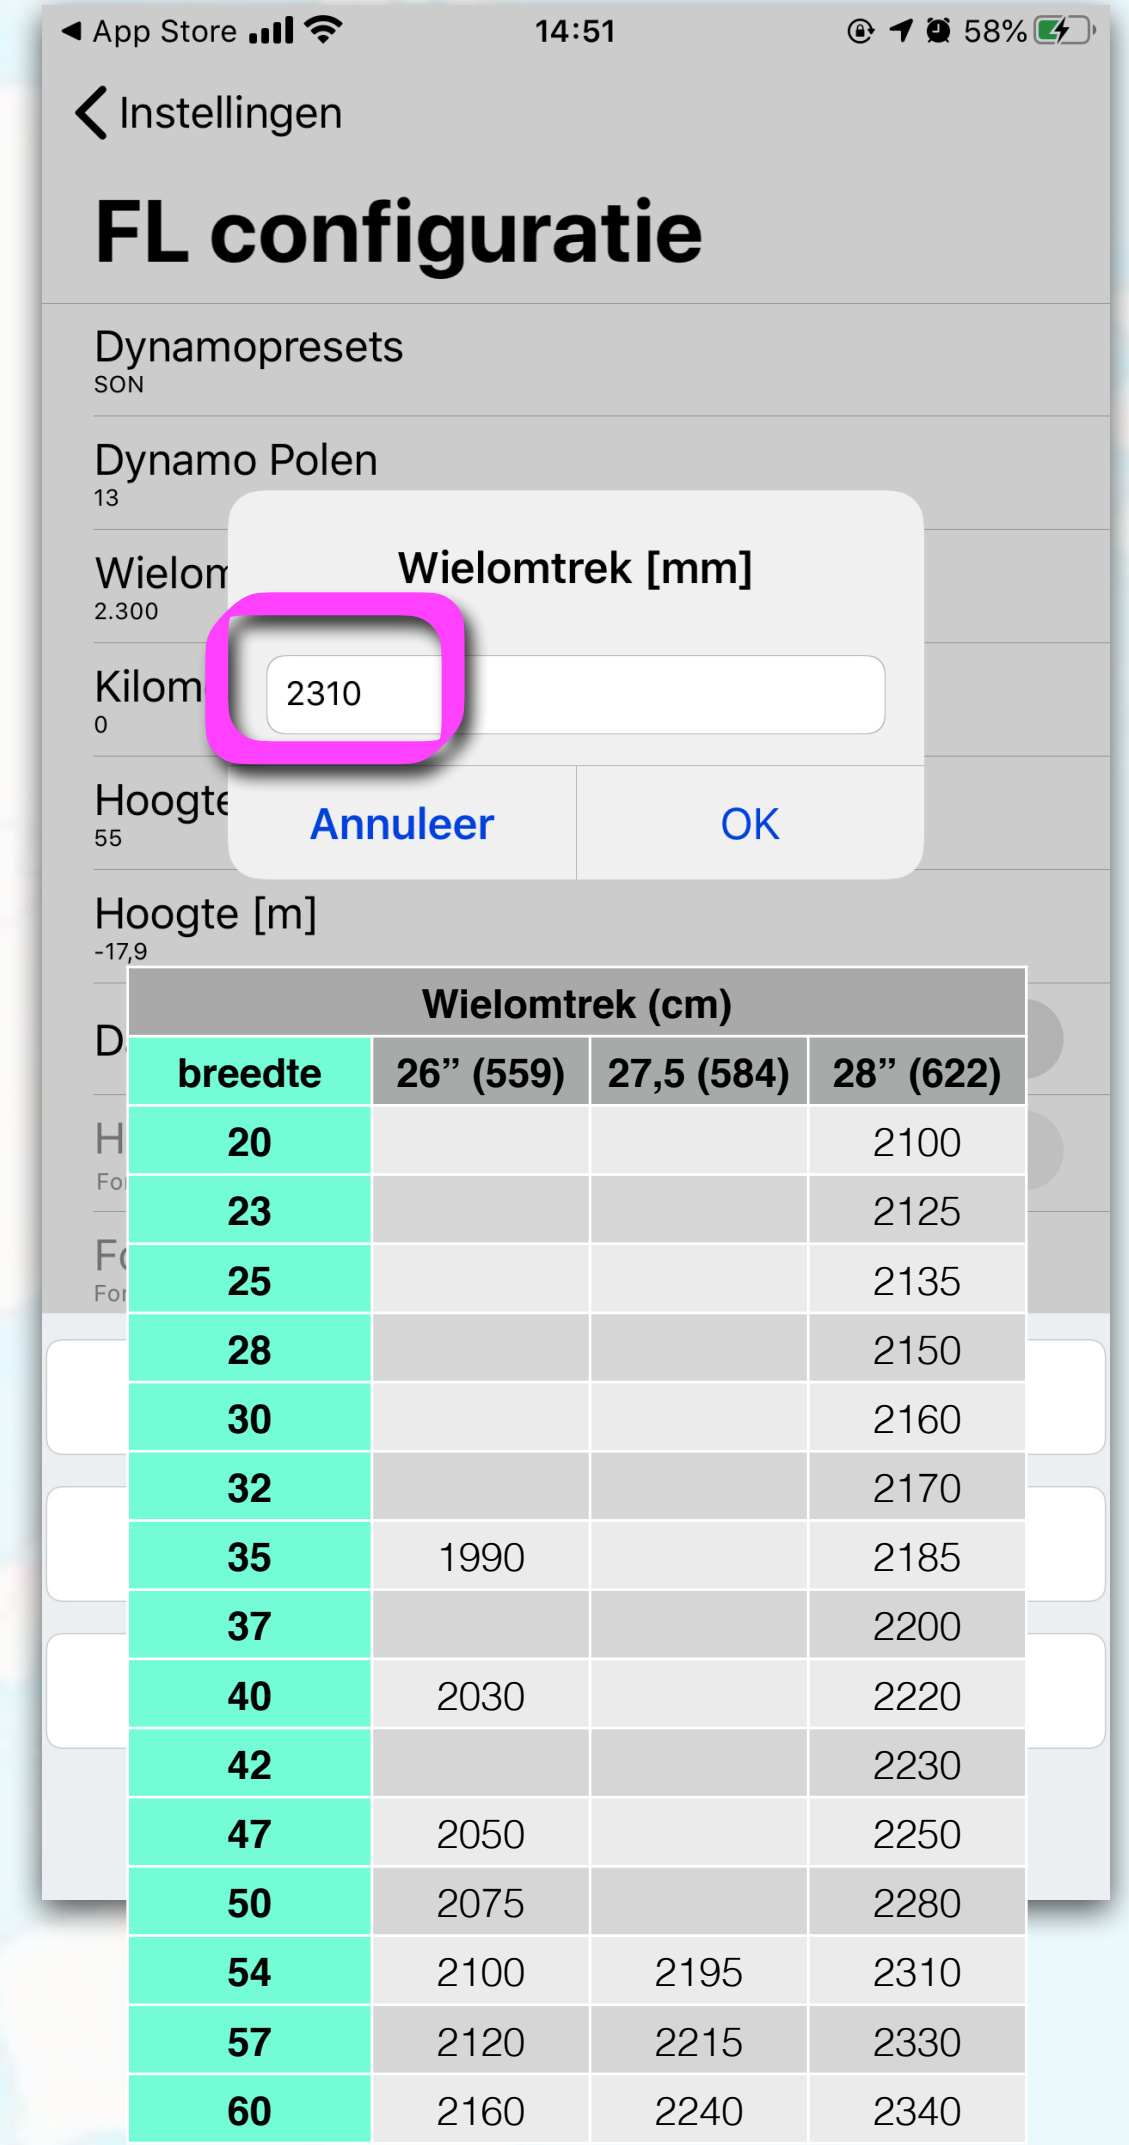 App Store 14:51 58%
Instellingen
FL configuratie
Dynamopresets
SON
Dynamo Polen
13
Wielom
2.300
Wielomtrek [mm]
Kilom
0
2310
Hoogte
55
Annuleer OK
Hoogte [m]
-17,9
Wielomtrek (cm)
D
breedte 26” (559) 27,5 (584) 28” (622)
H
20 2100
For
23 2125
Fo
25 2135
For
28 2150
30 2160
32 2170
35 1990 2185
37 2200
40 2030 2220
42 2230
47 2050 2250
50 2075 2280
54 2100 2195 2310
57 2120 2215 2330
60 2160 2240 2340